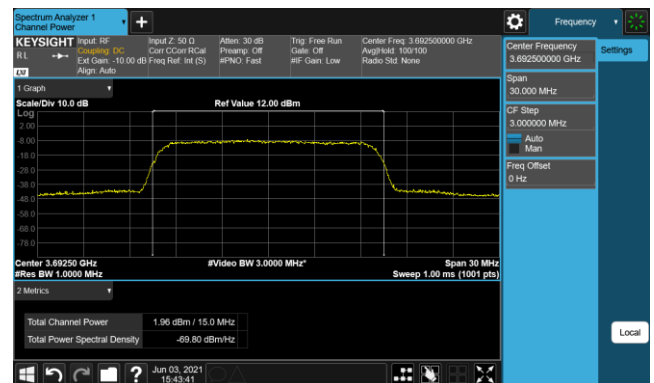 Spectrum Analyzer 1
Channel Power
Frequency
KEYSIGHT
RL
LXI
Input: RF
Coupling: DC
Ext Gain: -10.00 dB
Align: Auto
Input Z: 50 Ω
Corr CCorr RCal
Freq Ref: Int (S)
Atten: 30 dB
Preamp: Off
#PNO: Fast
Trig: Free Run
Gate: Off
#IF Gain: Low
Center Freq: 3.692500000 GHz
Avg|Hold: 100/100
Radio Std: None
Center Frequency
3.692500000 GHz
Settings
Span
30.000 MHz
CF Step
3.000000 MHz
Auto
Man
Freq Offset
0 Hz
1 Graph
Scale/Div 10.0 dB
Ref Value 12.00 dBm
Log
2.00
-8.00
-18.0
-28.0
-38.0
-48.0
-58.0
-68.0
-78.0
Center 3.69250 GHz
#Video BW 3.0000 MHz*
Span 30 MHz
#Res BW 1.0000 MHz
Sweep 1.00 ms (1001 pts)
2 Metrics
Total Channel Power
1.96 dBm / 15.0 MHz
Total Power Spectral Density
-69.80 dBm/Hz
Local
?
Jun 03, 2021
15:43:41